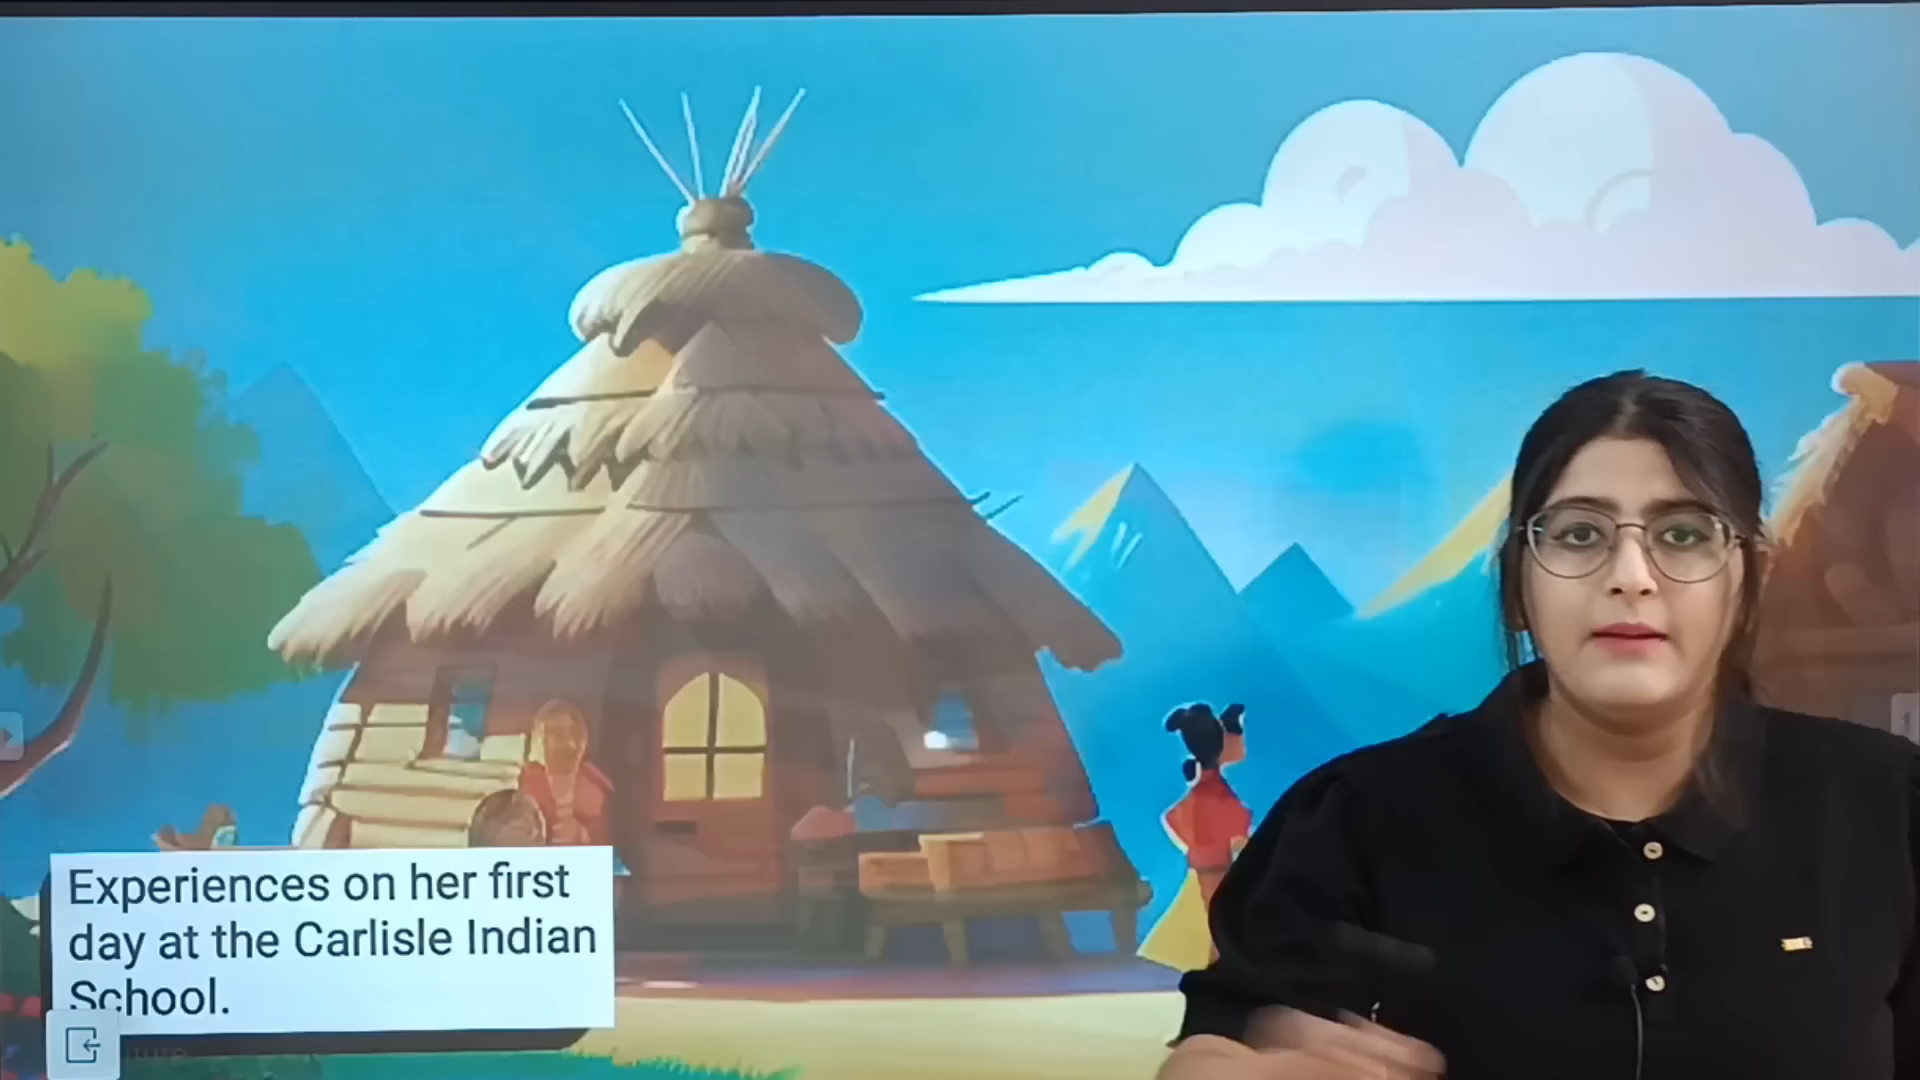 Experiences on her first
day at the Carlisle Indian
School.